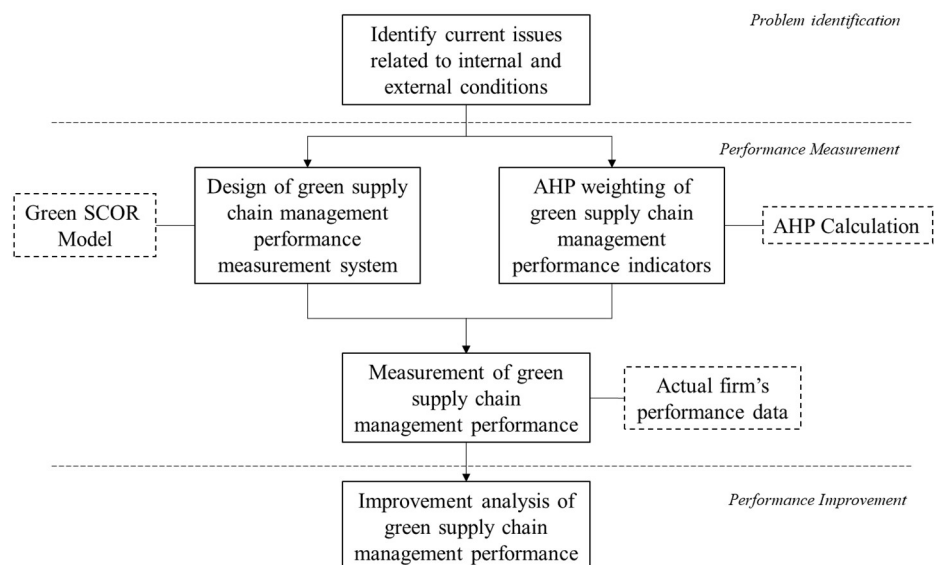 Problem identification
Identify current issues
related to internal and
external conditions
Performance Measurement
Green SCOR
Model
Design of green supply
chain management
performance
measurement system
AHP weighting of
green supply chain
management
performance indicators
AHP Calculation
Measurement of green
supply chain
management performance
Actual firm's
performance data
Performance Improvement
Improvement analysis of
green supply chain
management performance